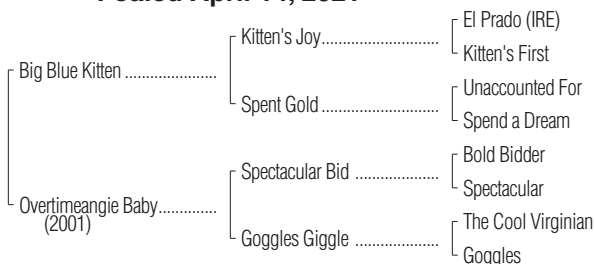 El Prado (IRE)
Kitten's Joy
Kitten's First
Big Blue Kitten
Unaccounted For
Spent Gold
Spend a Dream
Bold Bidder
Spectacular Bid
Spectacular
Overtimeangie Baby
(2001)
The Cool Virginian
Goggles Giggle
Goggles